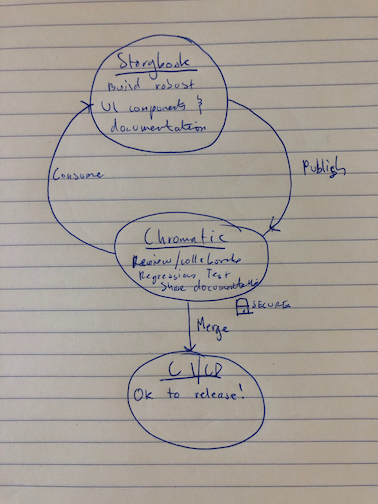 Storybook
Build robust
UI components &
documentation
Consume
Publish
Chromatic
Review/collaborate
Regression Test
Share documentation
SECURE
Merge
CI/CD
Ok to release!